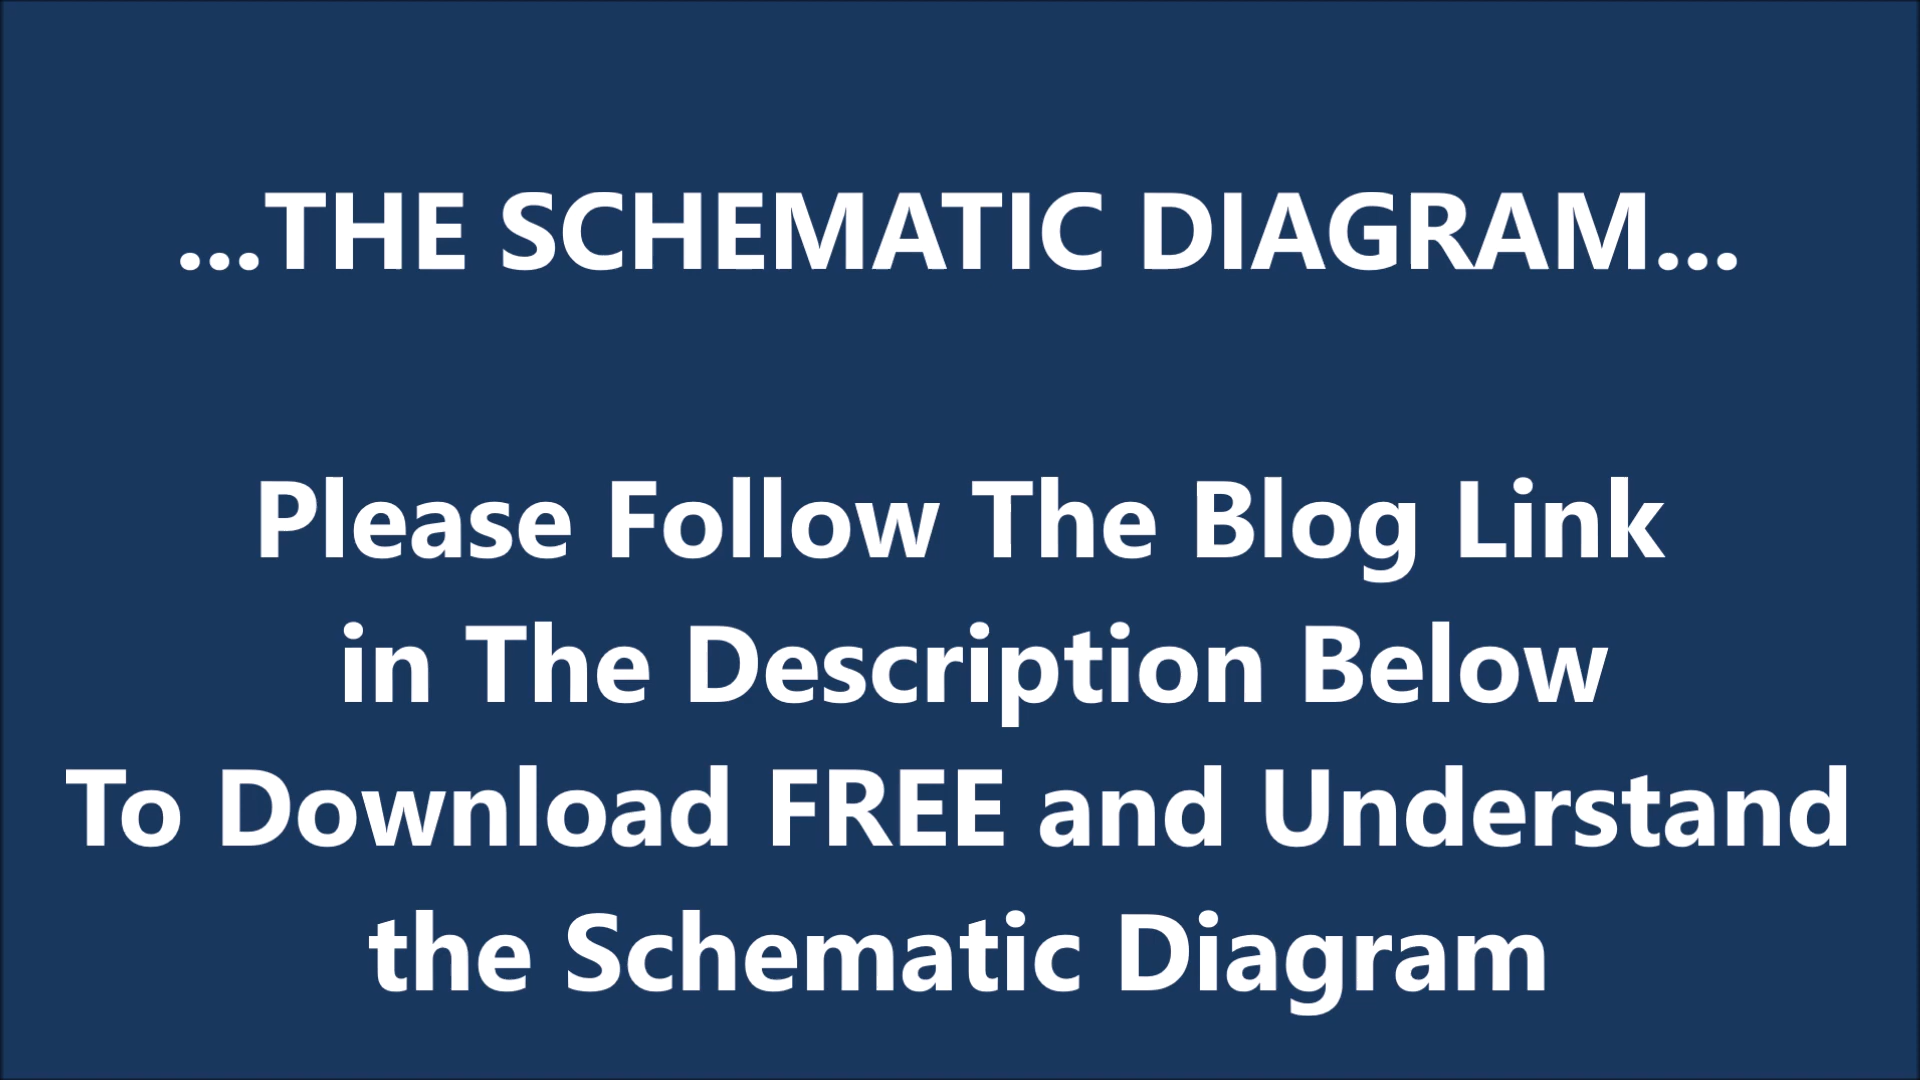 ...THE SCHEMATIC DIAGRAM...
Please Follow The Blog Link
in The Description Below
To Download FREE and Understand
the Schematic Diagram